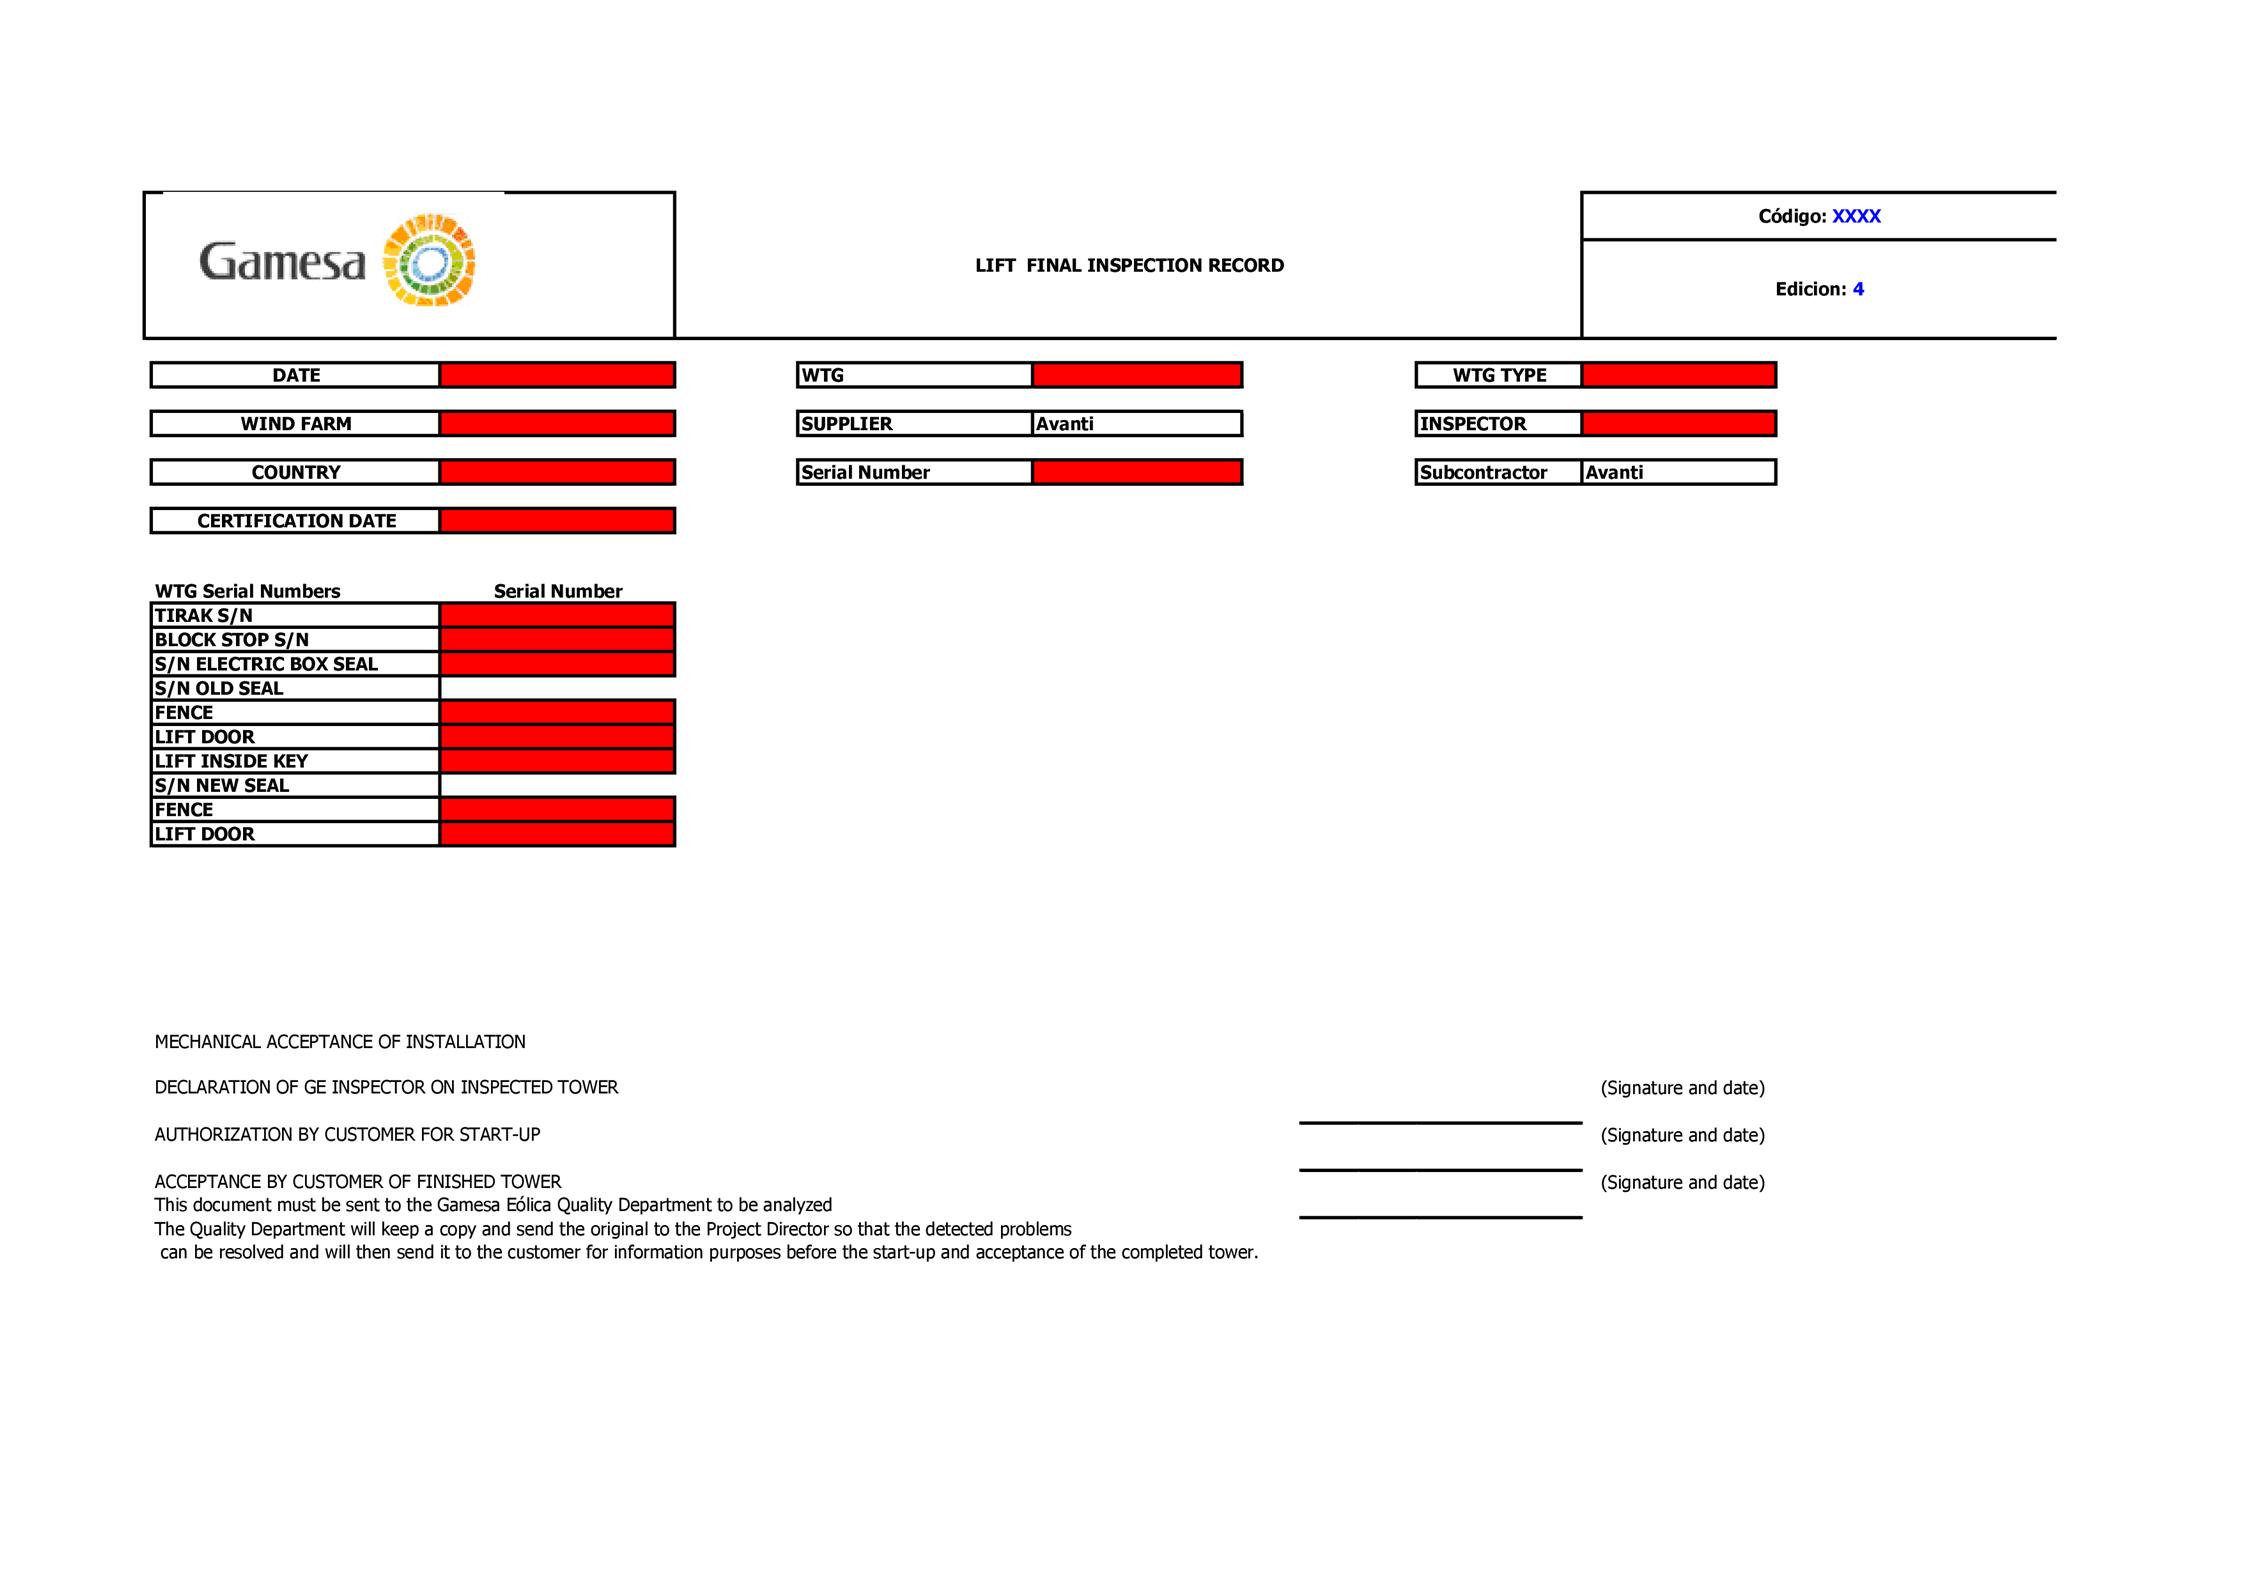 Gamesa
LIFT  FINAL INSPECTION RECORD
Código: XXXX
Edicion: 4
DATE
WTG
WTG TYPE
WIND FARM
SUPPLIER Avanti
INSPECTOR
COUNTRY
Serial Number
Subcontractor Avanti
CERTIFICATION DATE
WTG Serial Numbers Serial Number
TIRAK S/N
BLOCK STOP S/N
S/N ELECTRIC BOX SEAL
S/N OLD SEAL
FENCE
LIFT DOOR
LIFT INSIDE KEY
S/N NEW SEAL
FENCE
LIFT DOOR
MECHANICAL ACCEPTANCE OF INSTALLATION
DECLARATION OF GE INSPECTOR ON INSPECTED TOWER (Signature and date)
AUTHORIZATION BY CUSTOMER FOR START-UP (Signature and date)
ACCEPTANCE BY CUSTOMER OF FINISHED TOWER (Signature and date)
This document must be sent to the Gamesa Eólica Quality Department to be analyzed
The Quality Department will keep a copy and send the original to the Project Director so that the detected problems
can be resolved and will then send it to the customer for information purposes before the start-up and acceptance of the completed tower.